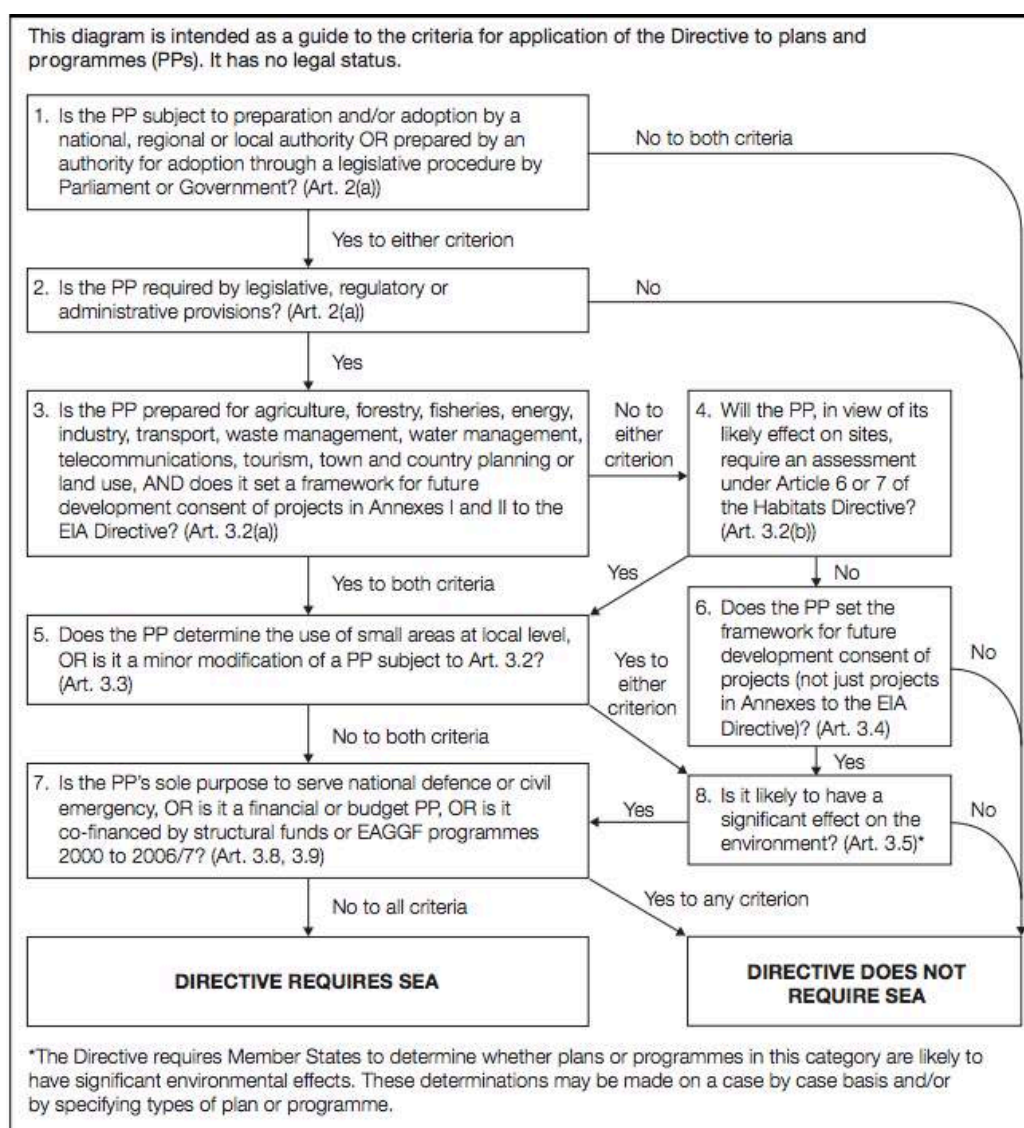 This diagram is intended as a guide to the criteria for application of the Directive to plans and
programmes (PPs). It has no legal status.
1. Is the PP subject to preparation and/or adoption by a
national, regional or local authority OR prepared by an
authority for adoption through a legislative procedure by
Parliament or Government? (Art. 2(a))
No to both criteria
Yes to either criterion
2. Is the PP required by legislative, regulatory or
administrative provisions? (Art. 2(a))
No
Yes
3. Is the PP prepared for agriculture, forestry, fisheries, energy,
industry, transport, waste management, water management,
telecommunications, tourism, town and country planning or
land use, AND does it set a framework for future
development consent of projects in Annexes I and II to the
EIA Directive? (Art. 3.2(a))
No to
either
criterion
4. Will the PP, in view of its
likely effect on sites,
require an assessment
under Article 6 or 7 of
the Habitats Directive?
(Art. 3.2(b))
Yes to both criteria
Yes
No
5. Does the PP determine the use of small areas at local level,
OR is it a minor modification of a PP subject to Art. 3.2?
(Art. 3.3)
Yes to
either
criterion
6. Does the PP set the
framework for future
development consent of
projects (not just projects
in Annexes to the EIA
Directive)? (Art. 3.4)
No
No to both criteria
Yes
7. Is the PP's sole purpose to serve national defence or civil
emergency, OR is it a financial or budget PP, OR is it
co-financed by structural funds or EAGGF programmes
2000 to 2006/7? (Art. 3.8, 3.9)
Yes
8. Is it likely to have a
significant effect on the
environment? (Art. 3.5)*
No
No to all criteria
Yes to any criterion
DIRECTIVE REQUIRES SEA
DIRECTIVE DOES NOT
REQUIRE SEA
*The Directive requires Member States to determine whether plans or programmes in this category are likely to
have significant environmental effects. These determinations may be made on a case by case basis and/or
by specifying types of plan or programme.